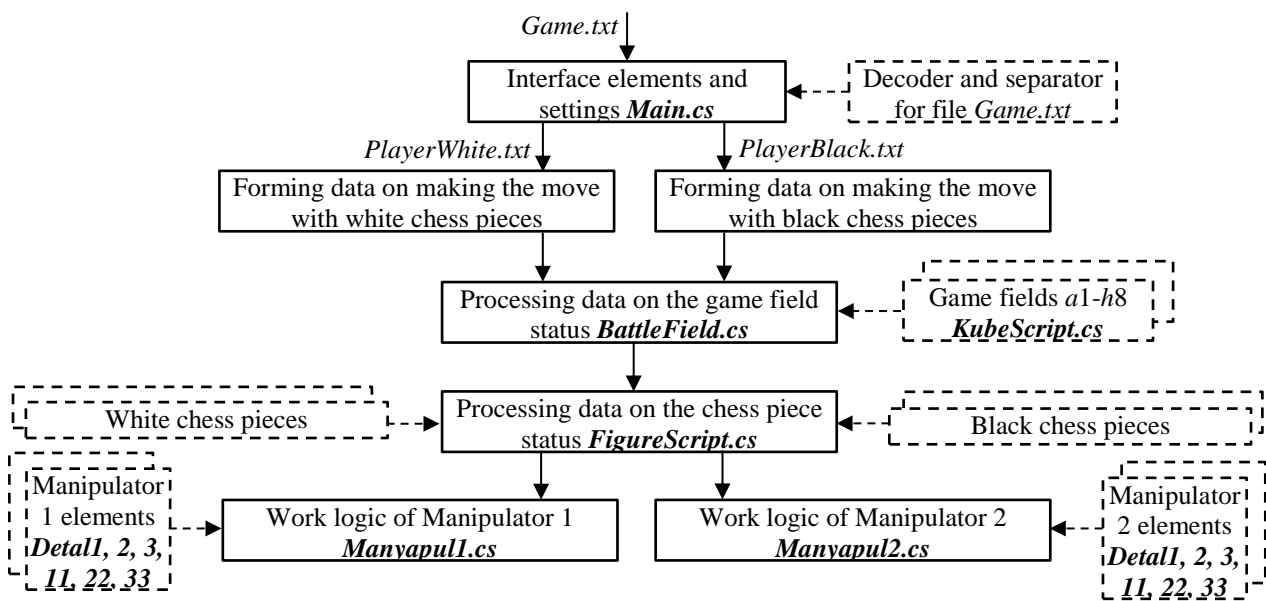 Game.txt
Interface elements and
settings Main.cs
Decoder and separator
for file Game.txt
PlayerWhite.txt
PlayerBlack.txt
Forming data on making the move
with white chess pieces
Forming data on making the move
with black chess pieces
Processing data on the game field
status BattleField.cs
Game fields a1-h8
KubeScript.cs
White chess pieces
Processing data on the chess piece
status FigureScript.cs
Black chess pieces
Manipulator
1 elements
Detal1, 2, 3,
11, 22, 33
Work logic of Manipulator 1
Manyapul1.cs
Work logic of Manipulator 2
Manyapul2.cs
Manipulator
2 elements
Detal1, 2, 3,
11, 22, 33